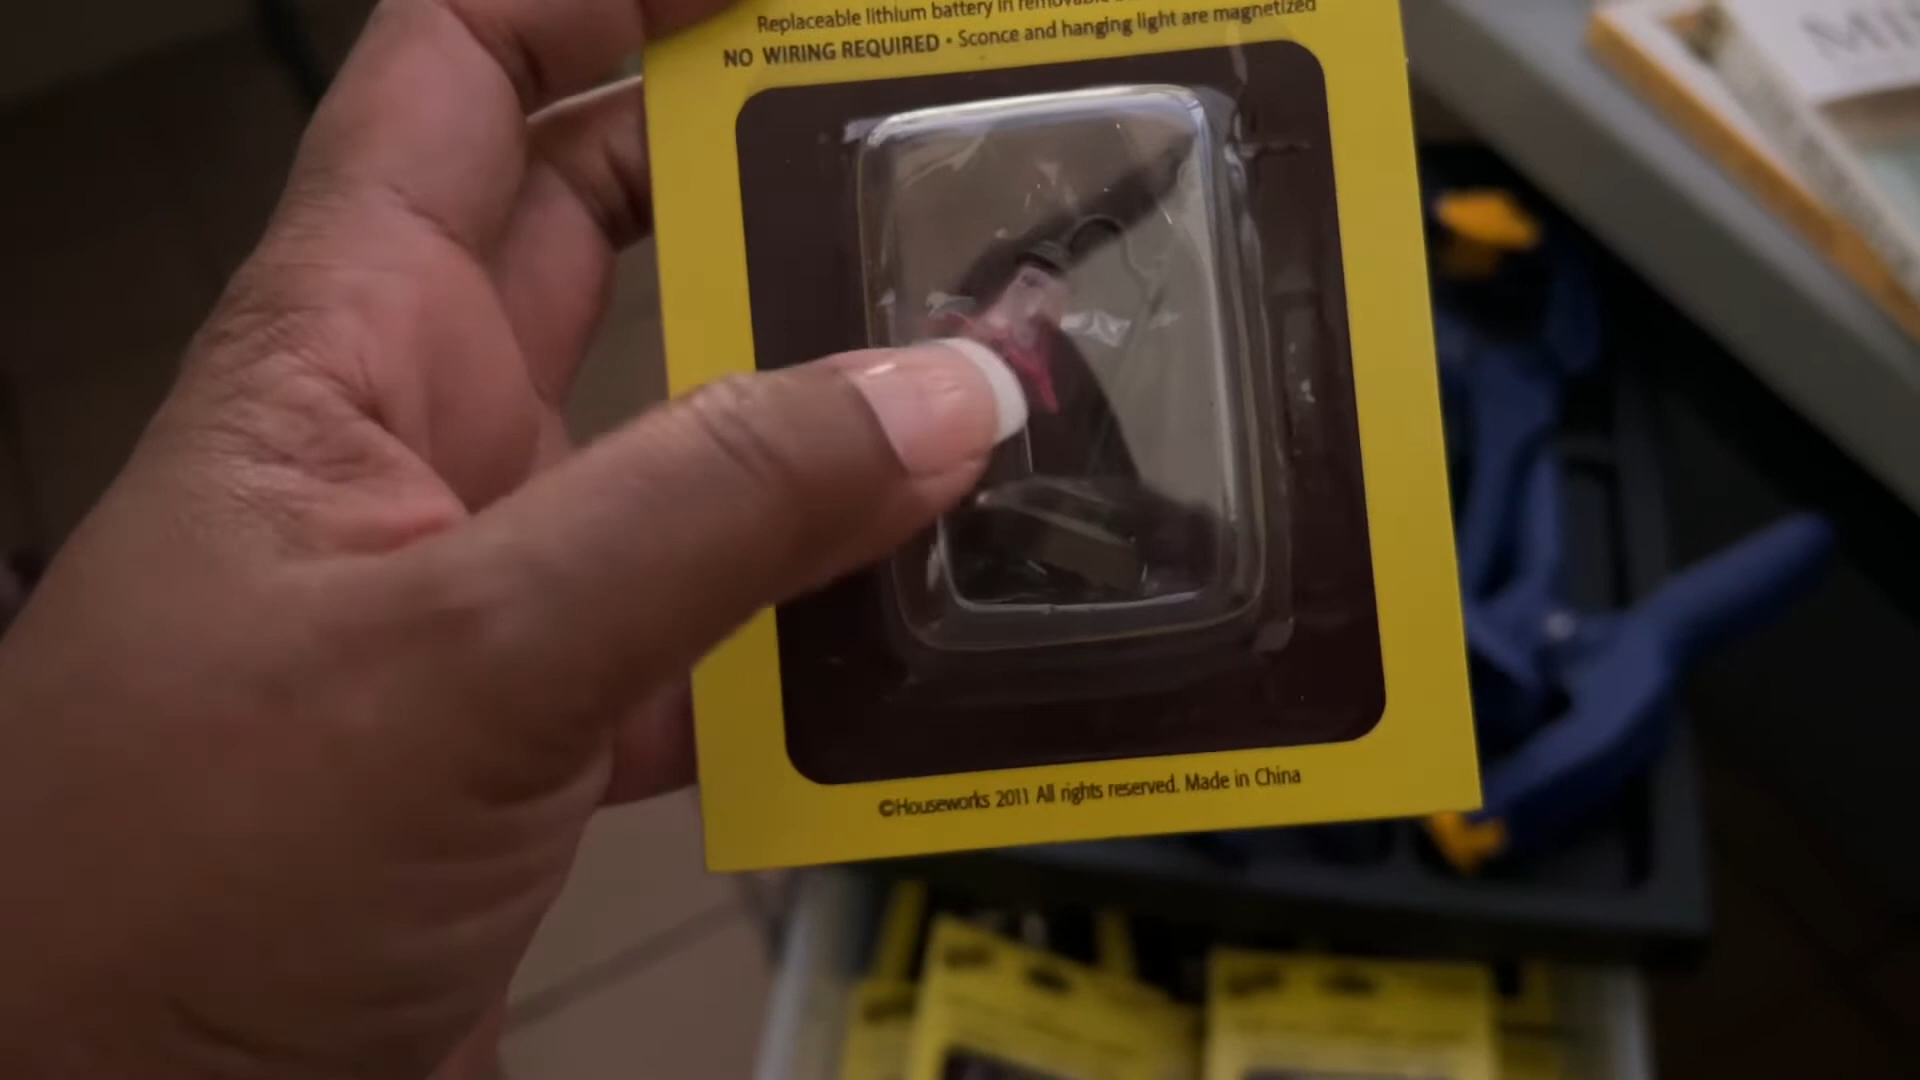 Replaceable lithium battery in removable
NO WIRING REQUIRED • Sconce and hanging light are magnetized
©Houseworks 2011 All rights reserved. Made in China